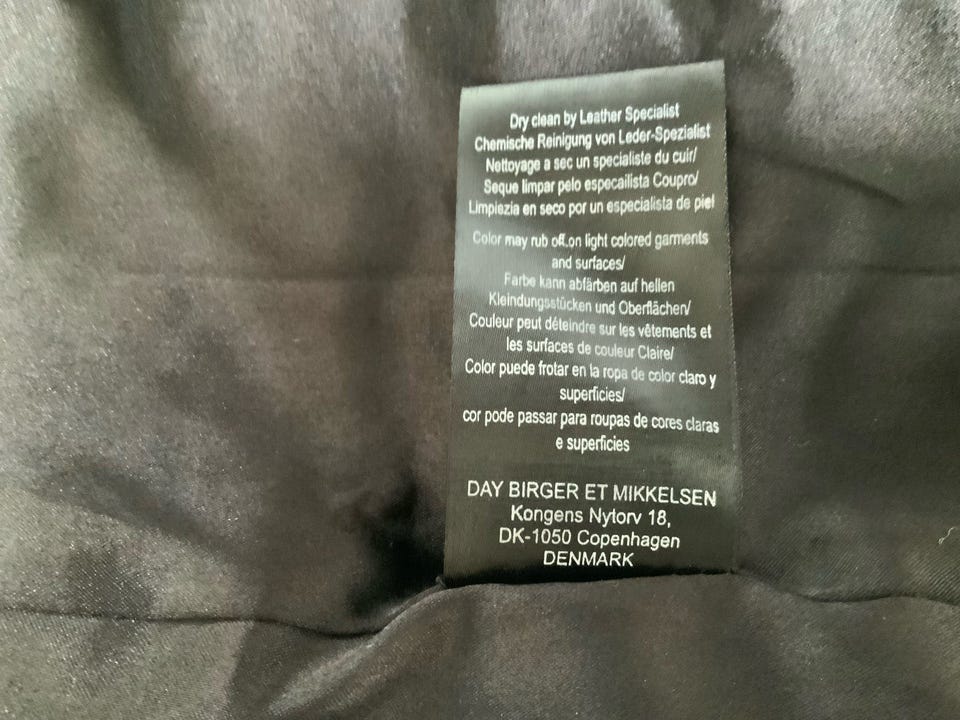 Dry clean by Leather Specialist
Chemische Reinigung von Leder-Spezialist
Nettoyage a sec un specialiste du cuir/
Seque limpar pelo especailista Coupro/
Limpiezia en seco por un especialista de piel
Color may rub off.on light colored garments
and surfaces/
Farbe kann abfärben auf hellen
Kleindungsstücken und Oberflächen/
Couleur peut déteindre sur les vêtements et
les surfaces de couleur Claire/
Color puede frotar en la ropa de color claro y
superficies/
cor pode passar para roupas de cores claras
e superficies
DAY BIRGER ET MIKKELSEN
Kongens Nytorv 18,
DK-1050 Copenhagen
DENMARK